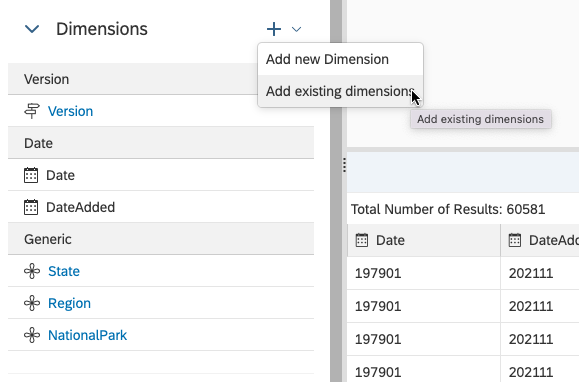 Dimensions
Add new Dimension
Add existing dimensions
Add existing dimensions
Version
Version
Date
Date
DateAdded
Generic
State
Region
NationalPark
Total Number of Results: 60581
Date DateAdd
197901 202111
197901 202111
197901 202111
197901 202111